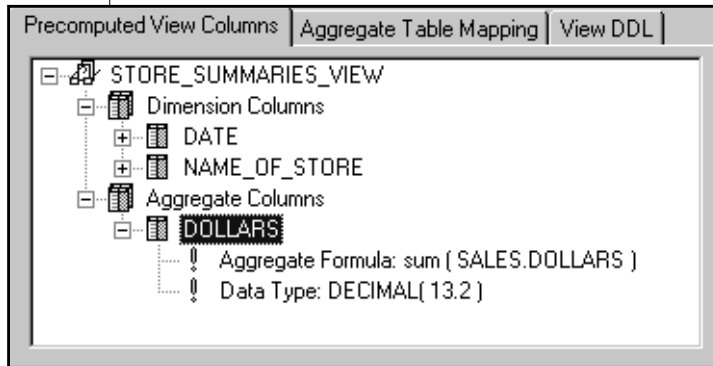 Precomputed View Columns Aggregate Table Mapping View DDL
STORE_SUMMARIES_VIEW
Dimension Columns
DATE
NAME_OF_STORE
Aggregate Columns
DOLLARS
Aggregate Formula: sum ( SALES.DOLLARS )
Data Type: DECIMAL( 13.2 )